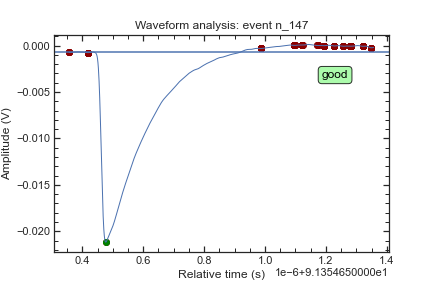 Waveform analysis: event n_147
0.000
−0.005
−0.010
−0.015
−0.020
Amplitude (V)
good
0.4
0.6
0.8
1.0
1.2
1.4
Relative time (s)
1e−6+9.1354650000e1